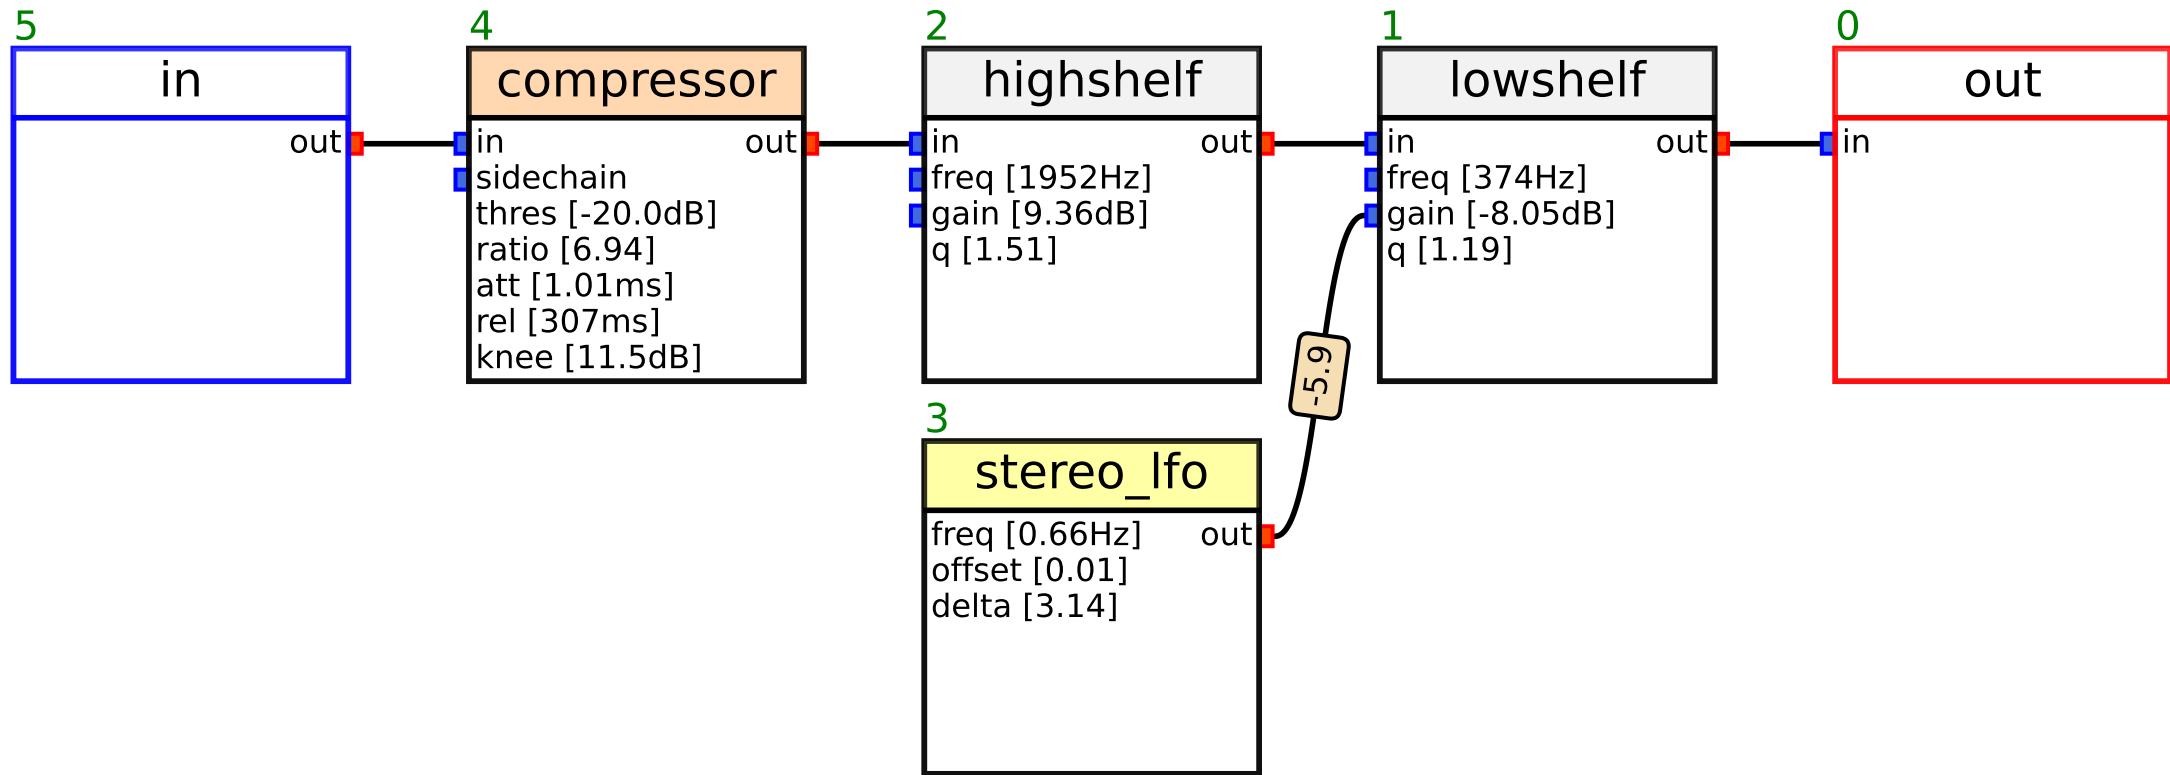 5
in
out
4
compressor
in
out
sidechain
thres [-20.0dB]
ratio [6.94]
att [1.01ms]
rel [307ms]
knee [11.5dB]
2
highshelf
in
out
freq [1952Hz]
gain [9.36dB]
q [1.51]
1
lowshelf
in
out
freq [374Hz]
gain [-8.05dB]
q [1.19]
0
out
in
-5.9
3
stereo_lfo
freq [0.66Hz]
out
offset [0.01]
delta [3.14]